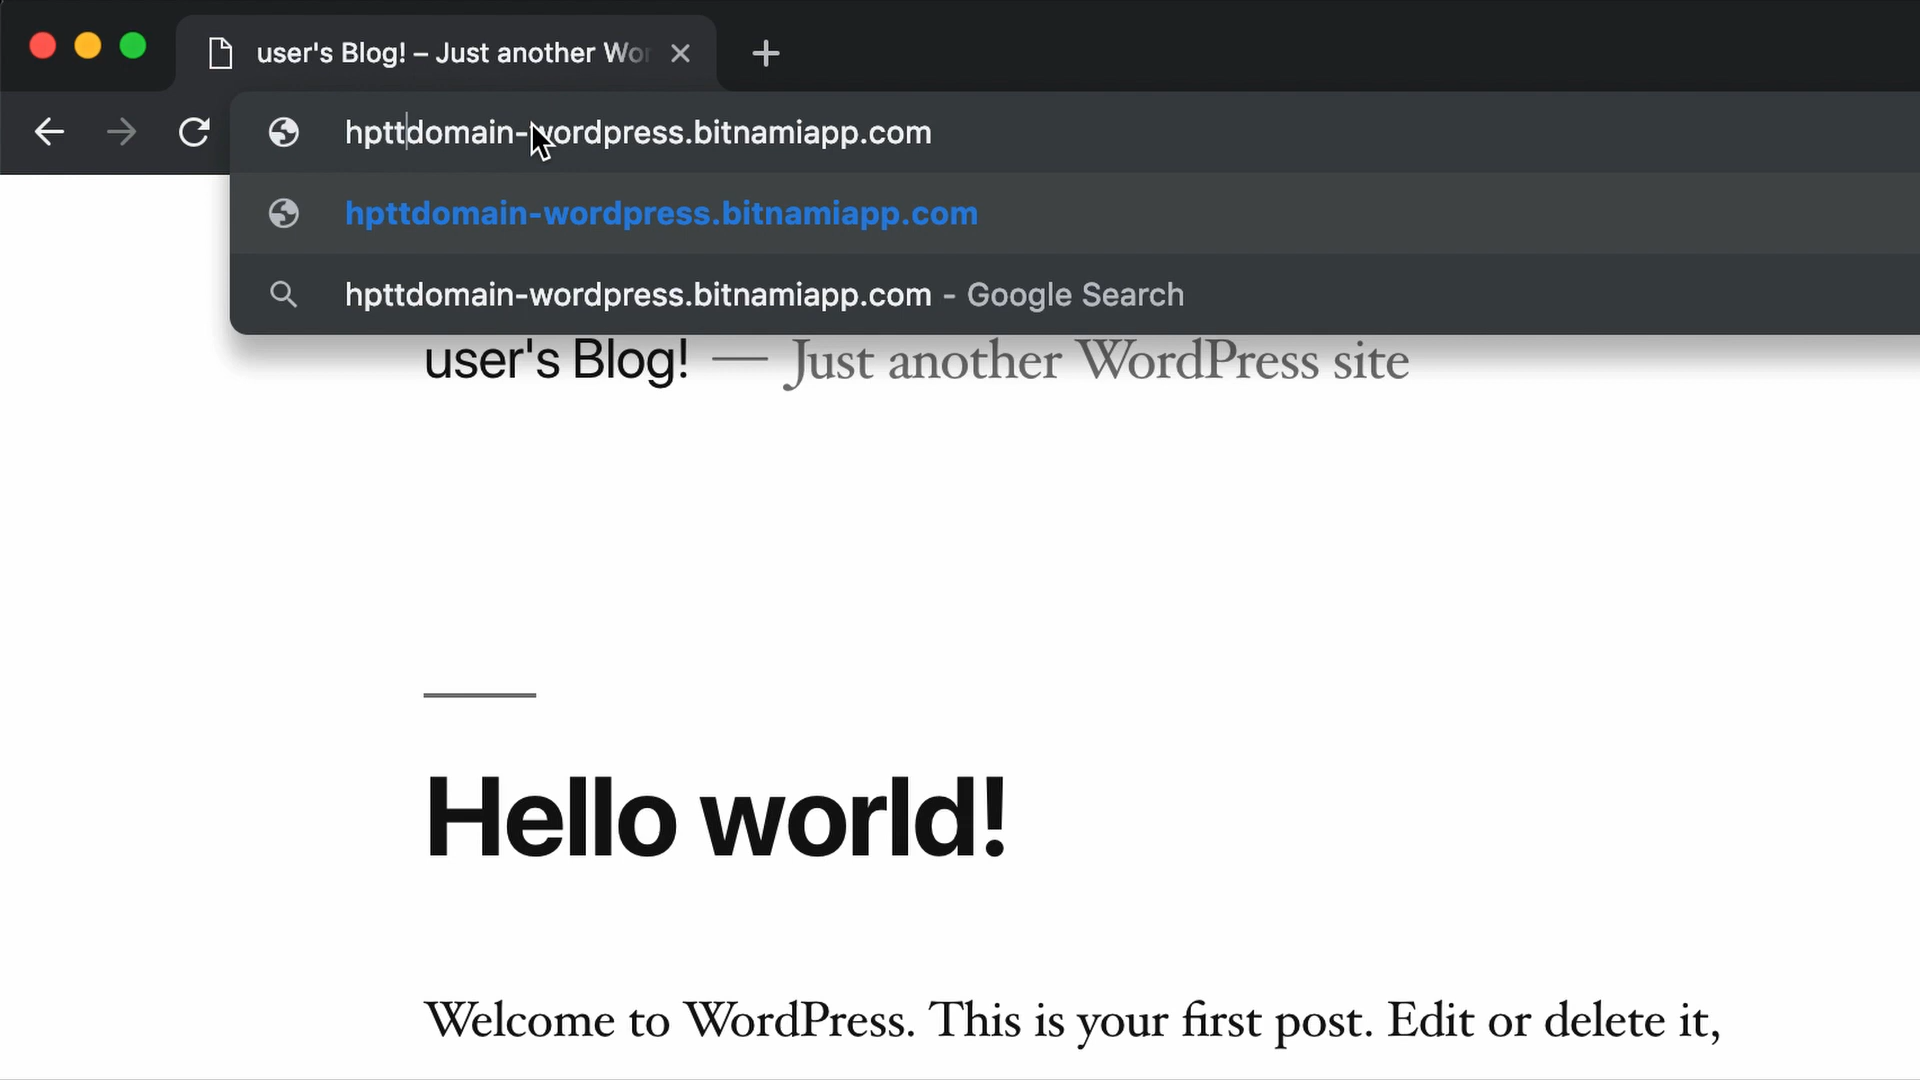 user's Blog! – Just another Wor
hpttdomain-wordpress.bitnamiapp.com
hpttdomain-wordpress.bitnamiapp.com
hpttdomain-wordpress.bitnamiapp.com - Google Search
user's Blog! — Just another WordPress site
Hello world!
Welcome to WordPress. This is your first post. Edit or delete it,